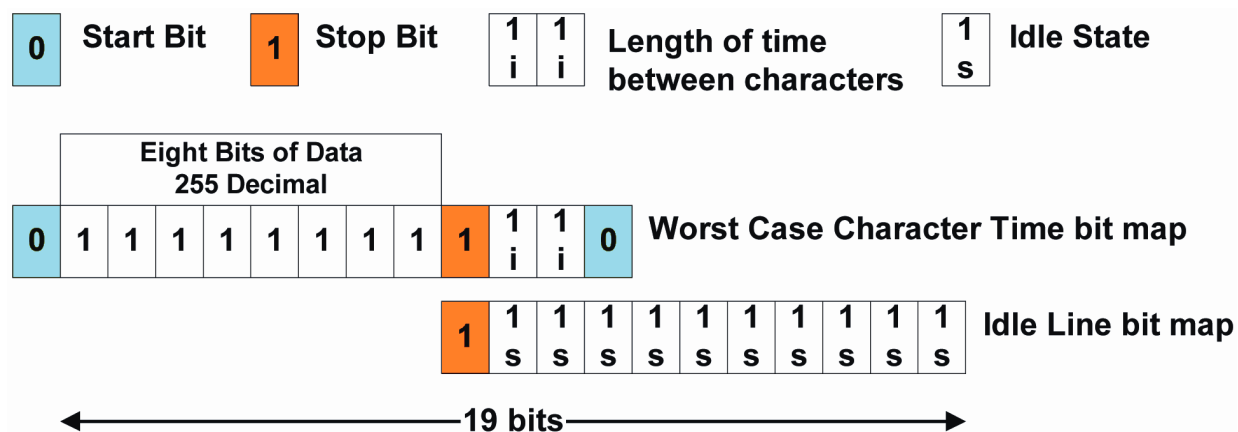 0 Start Bit 1 Stop Bit 1 1 Length of time 1 Idle State
i i between characters s
Eight Bits of Data
255 Decimal
0 1 1 1 1 1 1 1 1 1 1 1 0 Worst Case Character Time bit map
i i
1 1 1 1 1 1 1 1 1 1 1 Idle Line bit map
s s s s s s s s s s
19 bits